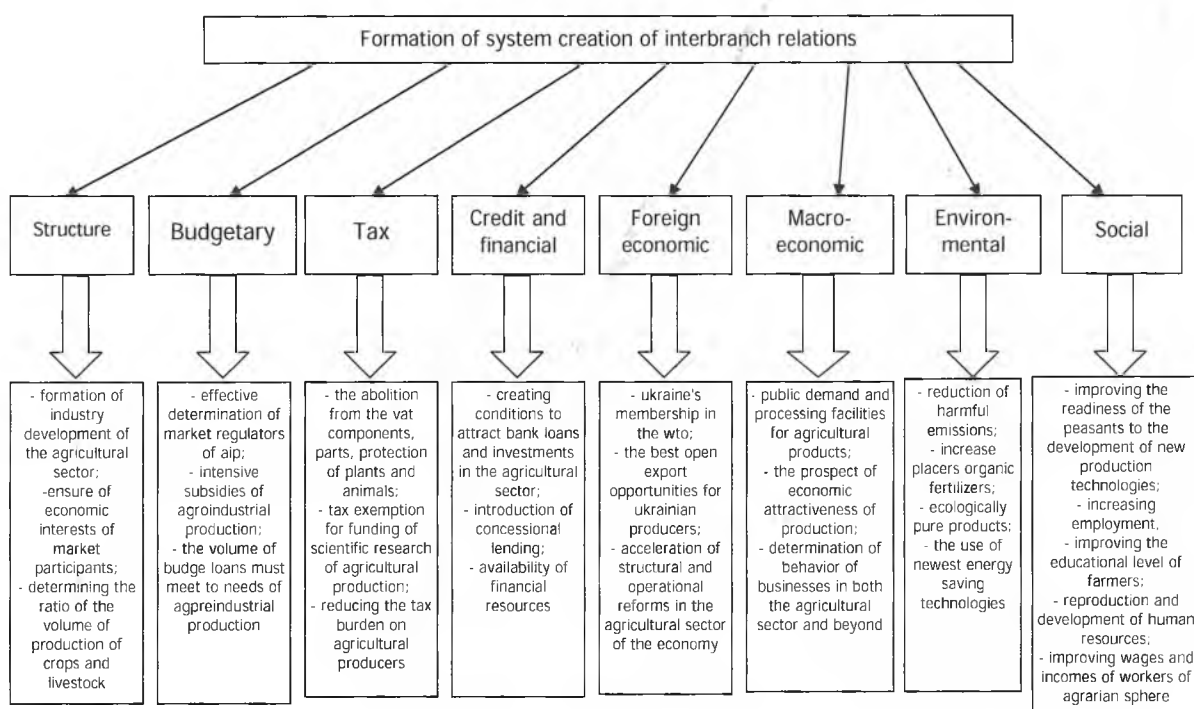 Formation of system creation of interbranch relations
Structure
Budgetary
Tax
Credit and
financial
Foreign
economic
Macro-
economic
Environ-
mental
Social
- formation of
industry
development of
the agricultural
sector;
-ensure of
economic
interests of
market
participants;
- determining the
ratio of the
volume of
production of
crops and
livestock
- effective
determination of
market regulators
of aip;
- intensive
subsidies of
agroindustrial
production;
- the volume of
budge loans must
meet to needs of
agpreindustrial
production
- the abolition
from the vat
components,
parts, protection
of plants and
animals;
- tax exemption
for funding of
scientific research
of agricultural
production;
- reducing the tax
burden on
agricultural
producers
- creating
conditions to
attract bank loans
and investments
in the agricultural
sector;
- introduction of
concessional
lending;
- availability of
financial
resources
- ukraine's
membership in
the wto;
- the best open
export
opportunities for
ukrainian
producers;
- acceleration of
structural and
operational
reforms in the
agricultural sector
of the economy
- public demand and
processing facilities
for agricultural
products;
- the prospect of
economic
attractiveness of
production;
- determination of
behavior of
businesses in both
the agricultural
sector and beyond
- reduction of
harmful
emissions;
- increase
placers organic
fertilizers;
- ecologically
pure products;
- the use of
newest energy
saving
technologies
- improving the
readiness of the
peasants to the
development of new
production
technologies;
- increasing
employment,
- improving the
educational level of
farmers;
- reproduction and
development of human
resources;
- improving wages and
incomes of workers of
agrarian sphere